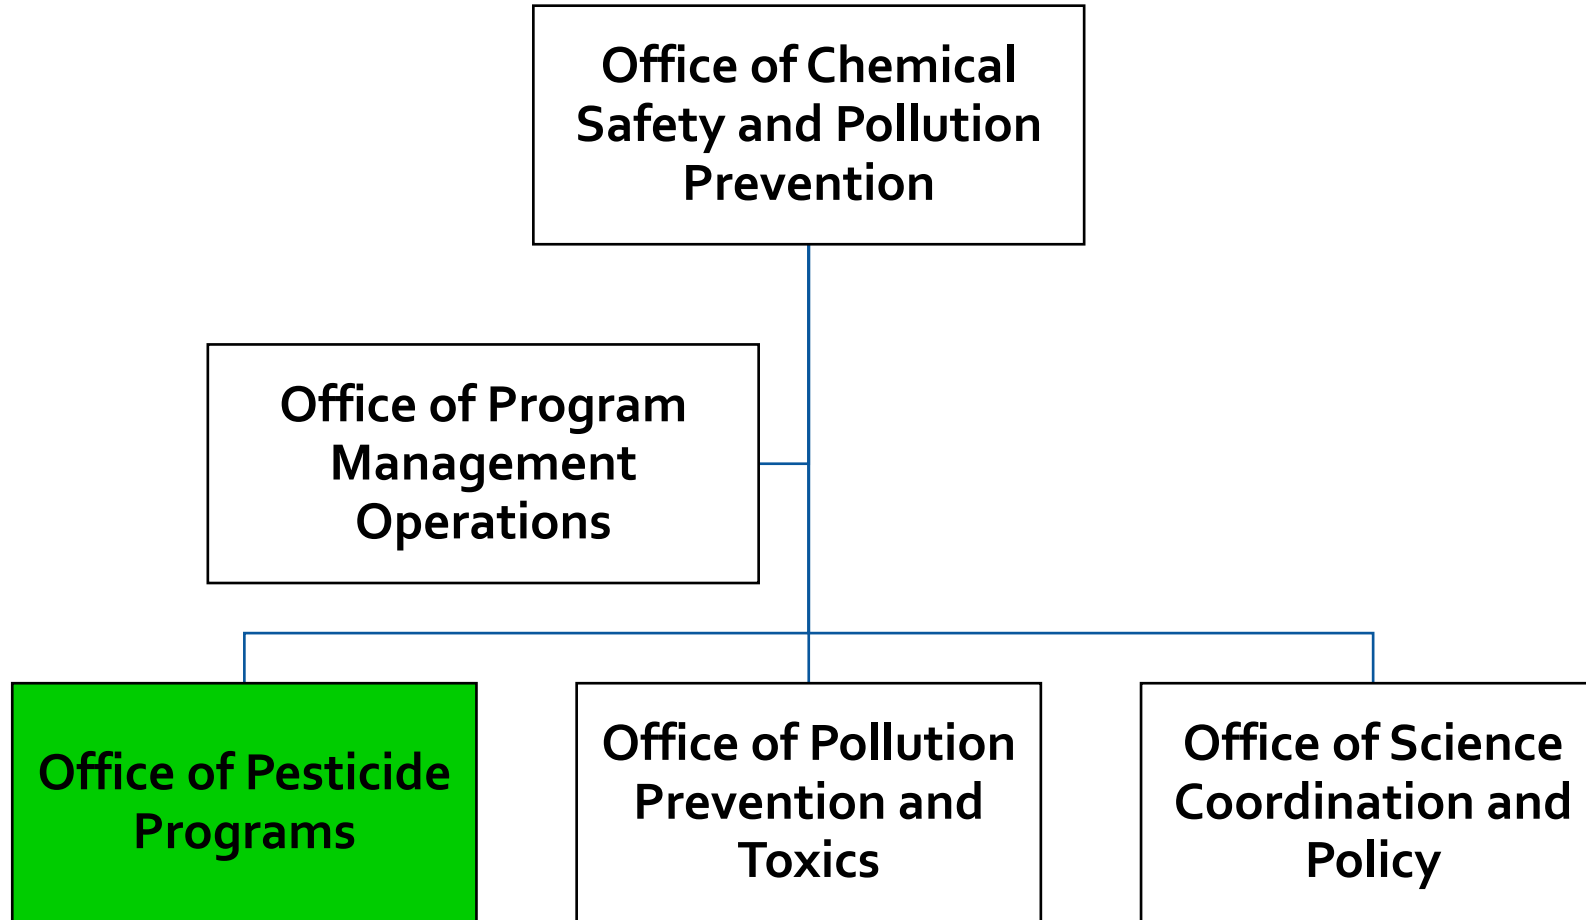 Office of Chemical
Safety and Pollution
Prevention
Office of Program
Management
Operations
Office of Pesticide
Programs
Office of Pollution
Prevention and
Toxics
Office of Science
Coordination and
Policy